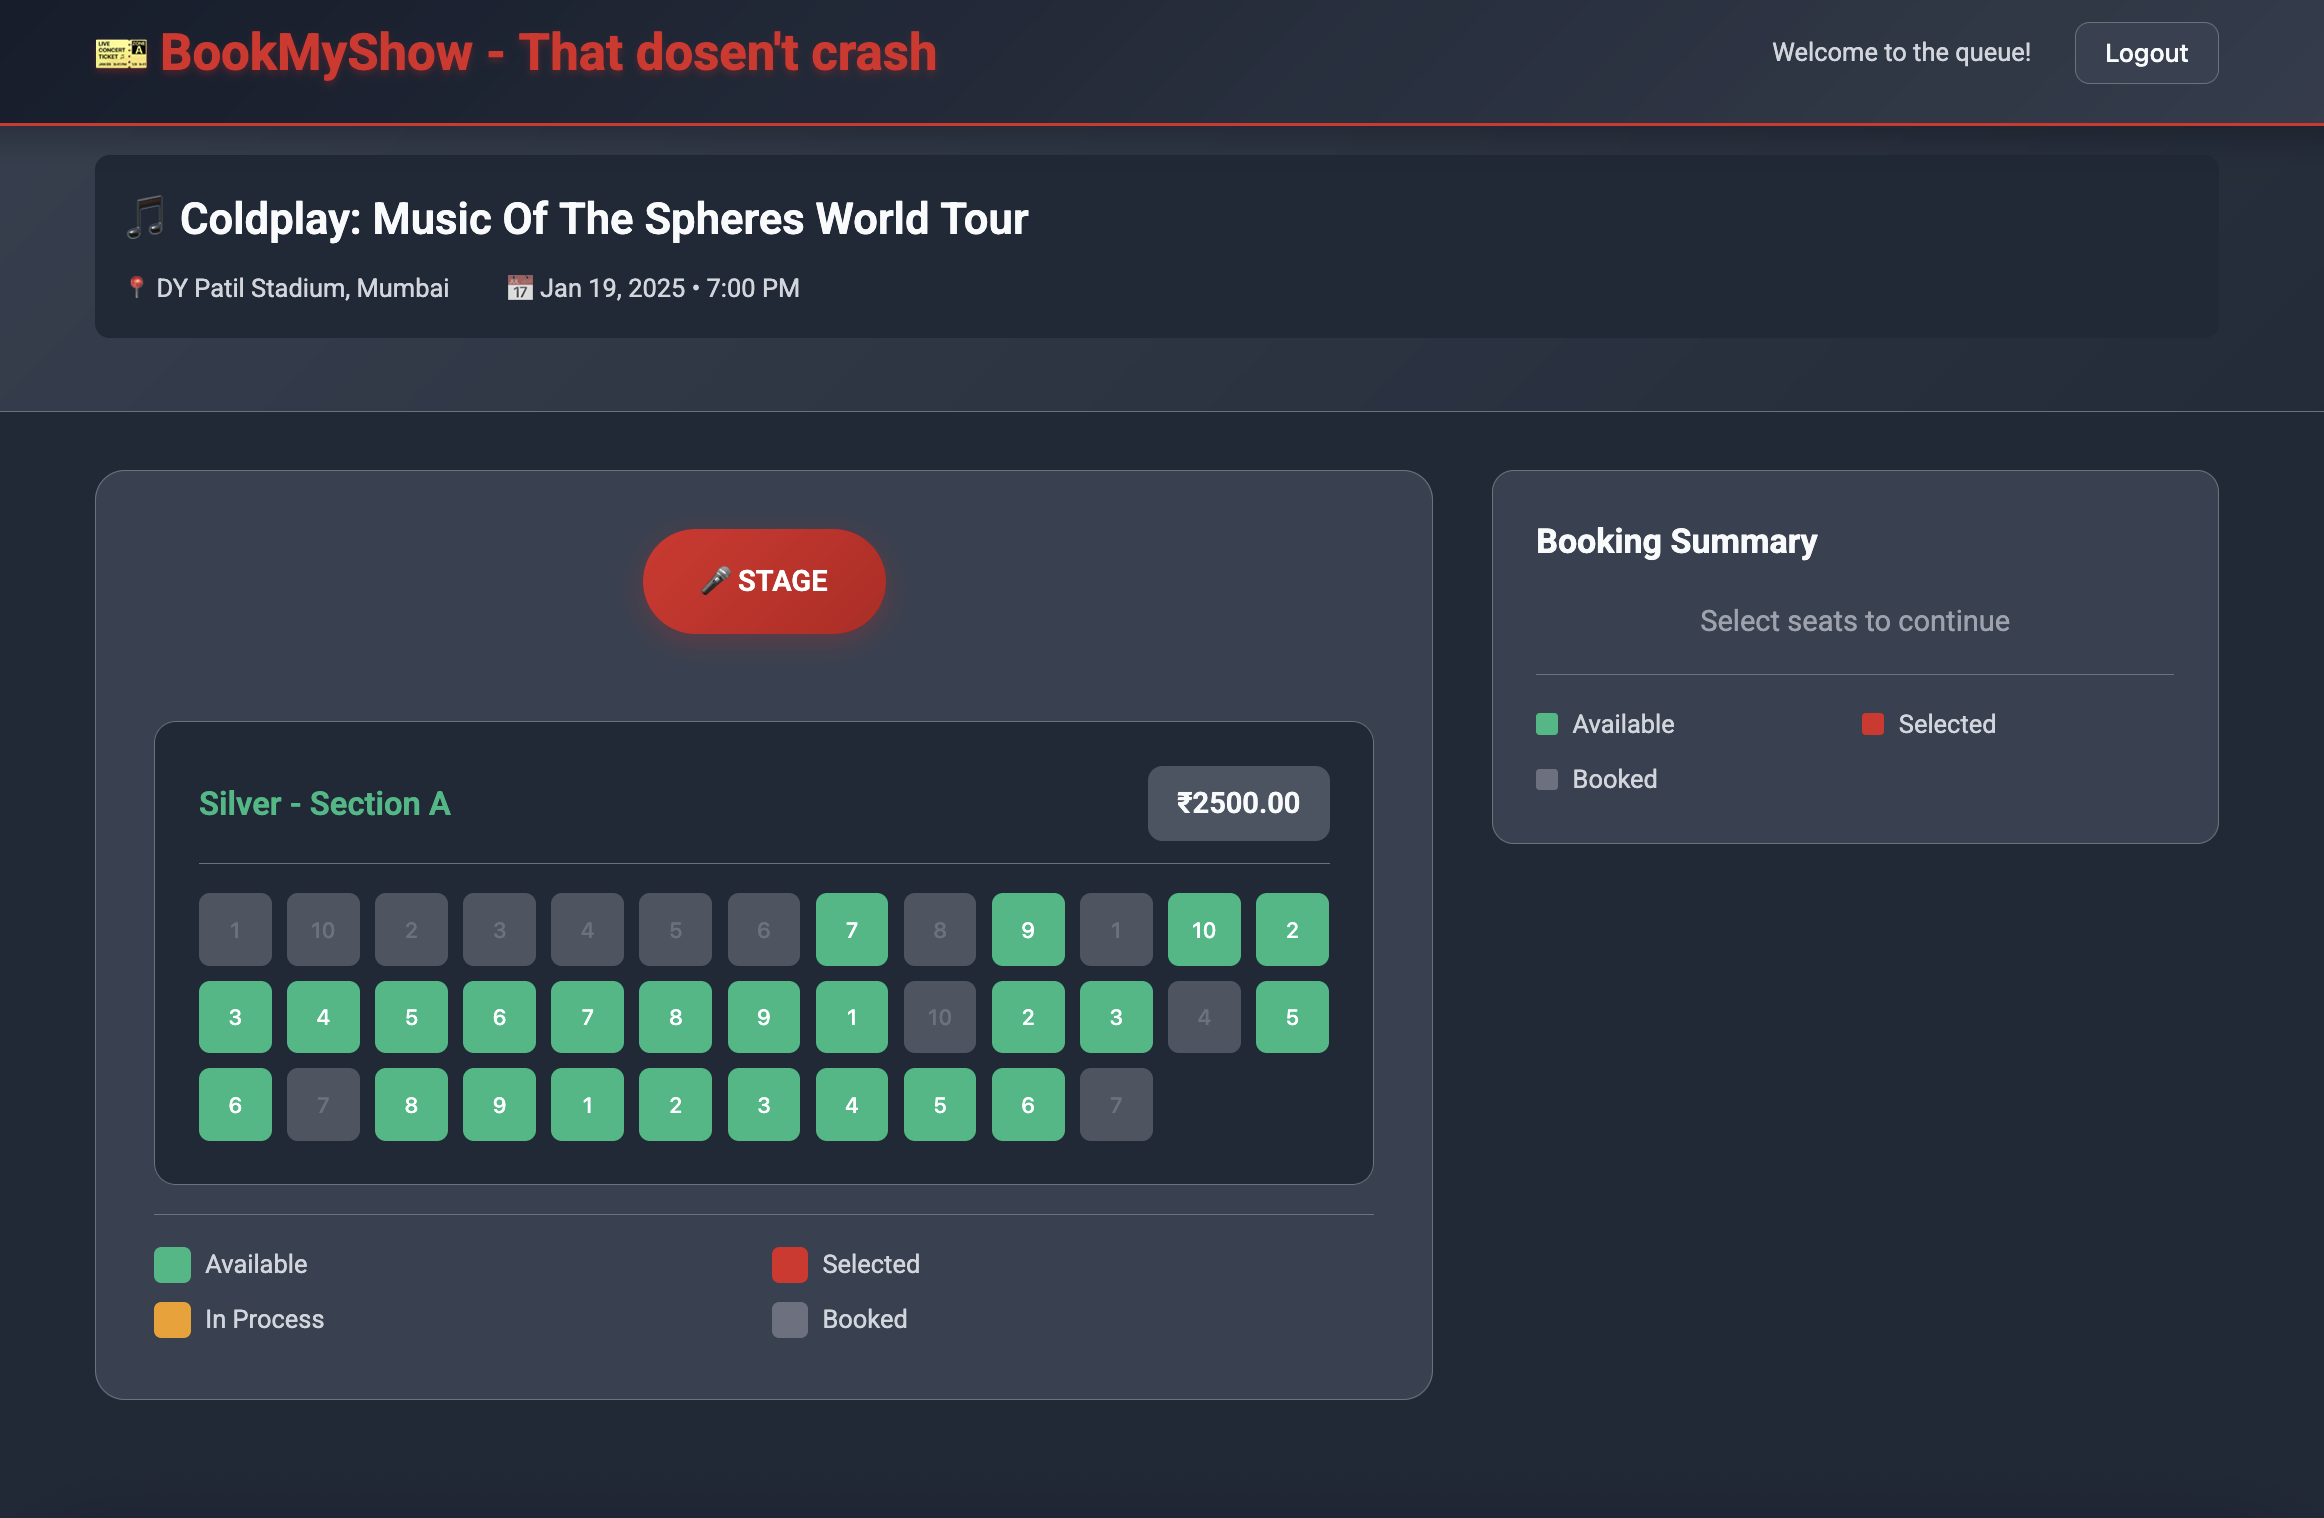 BookMyShow - That dosen't crash
Welcome to the queue!
Logout
Coldplay: Music Of The Spheres World Tour
DY Patil Stadium, Mumbai
17 Jan 19, 2025 • 7:00 PM
STAGE
Silver - Section A
₹2500.00
1 10 2 3 4 5 6 7 8 9 1 10 2
3 4 5 6 7 8 9 1 10 2 3 4 5
6 7 8 9 1 2 3 4 5 6 7
Available
Selected
In Process
Booked
Booking Summary
Select seats to continue
Available
Selected
Booked